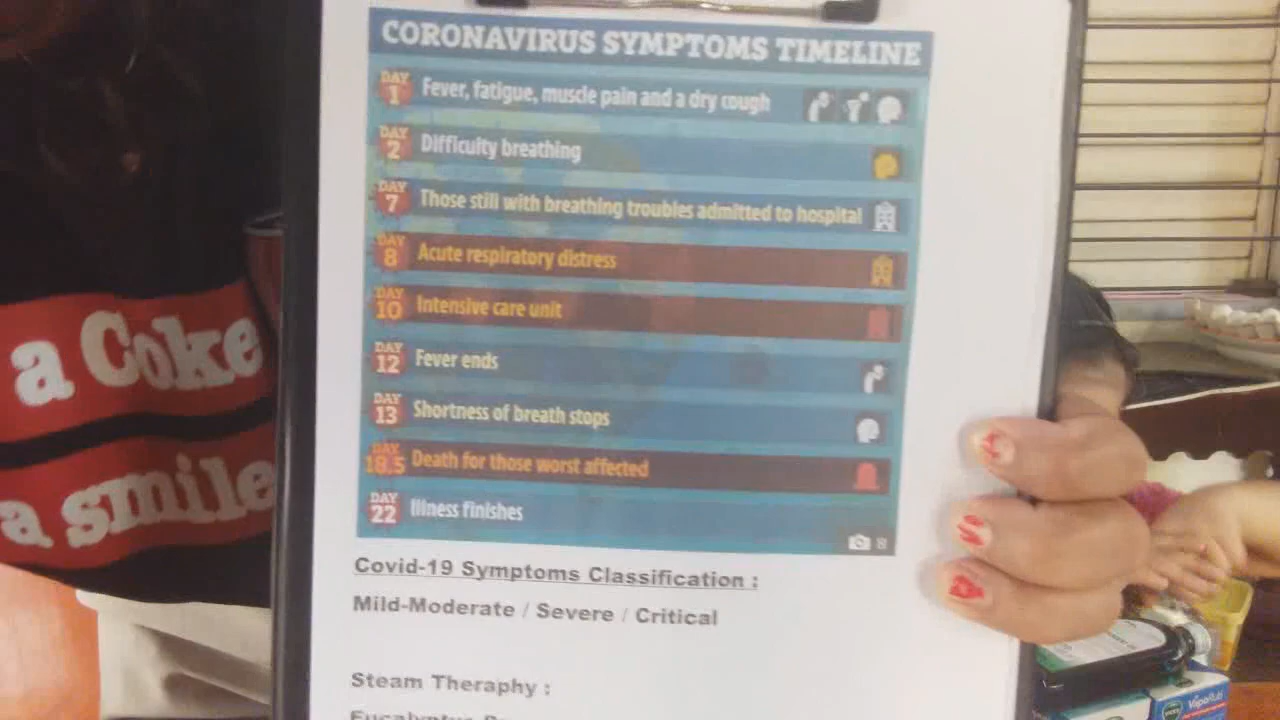 CORONAVIRUS SYMPTOMS TIMELINE
DAY 1 Fever, fatigue, muscle pain and a dry cough
DAY 2 Difficulty breathing
DAY 7 Those still with breathing troubles admitted to hospital
DAY 8 Acute respiratory distress
DAY 10 Intensive care unit
DAY 12 Fever ends
DAY 13 Shortness of breath stops
DAY 18.5 Death for those worst affected
DAY 22 Illness finishes
8
Covid-19 Symptoms Classification :
Mild-Moderate / Severe / Critical
Steam Theraphy :
Eucalyptus
a Coke
a smile
VapoRub